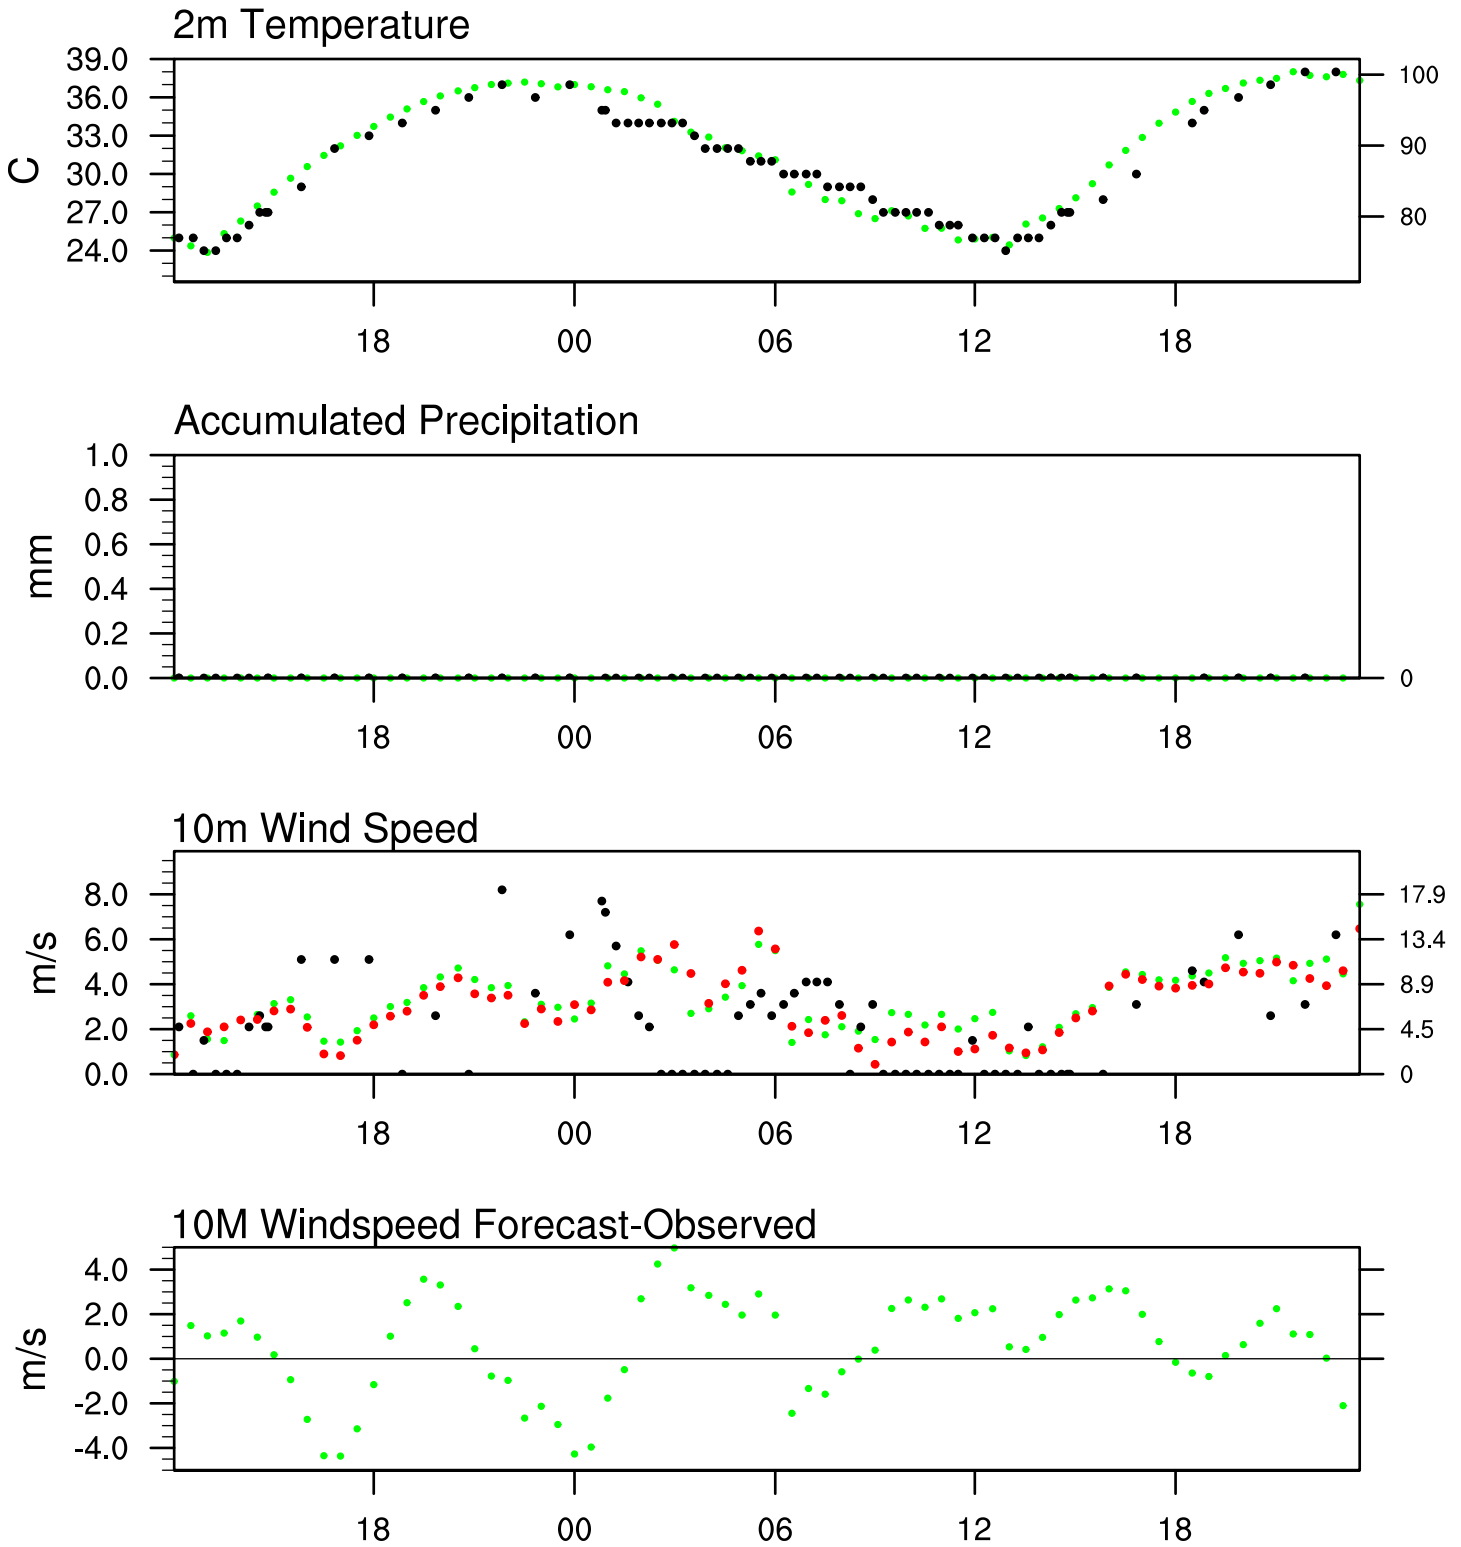 2m Temperature
39.0
36.0
33.0
30.0
27.0
24.0
C
100
90
80
18 00 06 12 18
Accumulated Precipitation
1.0
0.8
0.6
0.4
0.2
0.0
mm
0
18 00 06 12 18
10m Wind Speed
8.0
6.0
4.0
2.0
0.0
m/s
17.9
13.4
8.9
4.5
0
18 00 06 12 18
10M Windspeed Forecast-Observed
4.0
2.0
0.0
-2.0
-4.0
m/s
18 00 06 12 18